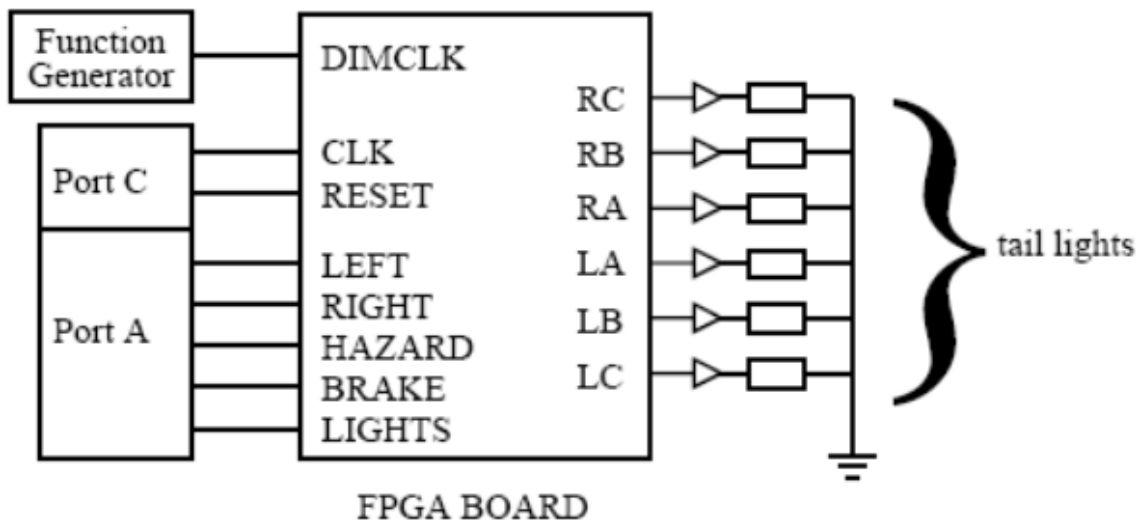 Function
Generator
DIMCLK
Port C
CLK
RESET
Port A
LEFT
RIGHT
HAZARD
BRAKE
LIGHTS
RC
RB
RA
LA
LB
LC
tail lights
FPGA BOARD